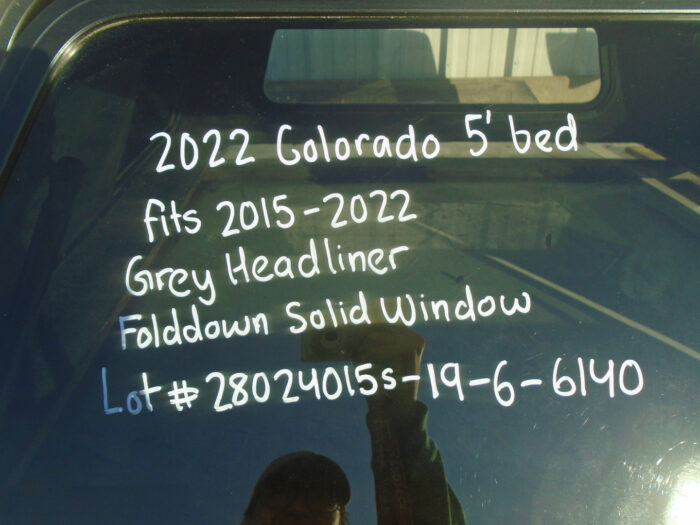 2022 Colorado 5' bed
fits 2015-2022
Grey Headliner
Folddown Solid Window
Lot # 28024015s-19-6-6140